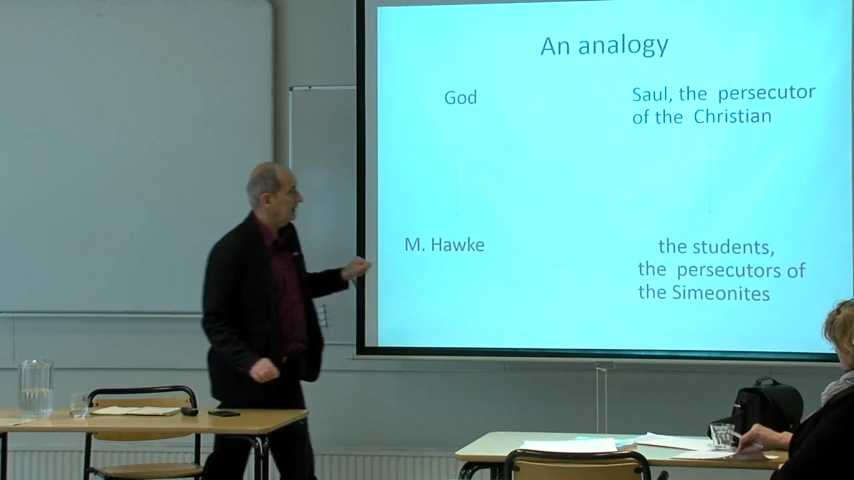 An analogy
God
Saul, the persecutor
of the Christian
M. Hawke
the students,
the persecutors of
the Simeonites